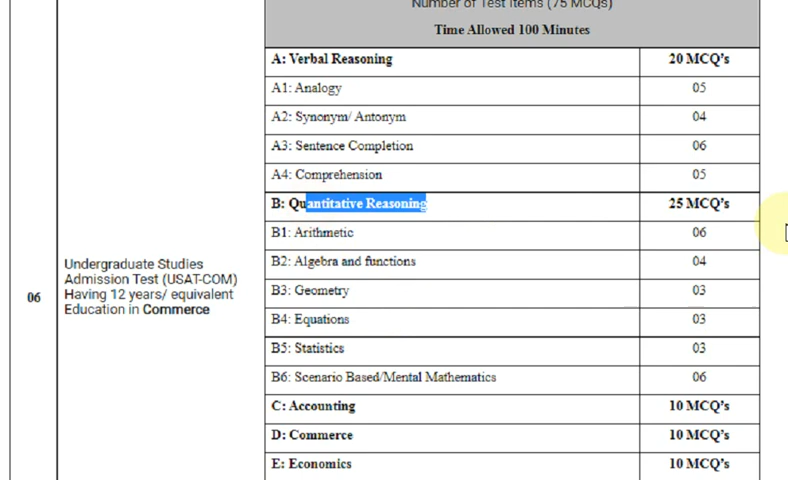 Number of Test Items (75 MCQs)
Time Allowed 100 Minutes
A: Verbal Reasoning 20 MCQ's
A1: Analogy 05
A2: Synonym/ Antonym 04
A3: Sentence Completion 06
A4: Comprehension 05
B: Quantitative Reasoning 25 MCQ's
B1: Arithmetic 06
B2: Algebra and functions 04
B3: Geometry 03
B4: Equations 03
B5: Statistics 03
B6: Scenario Based/Mental Mathematics 06
C: Accounting 10 MCQ's
D: Commerce 10 MCQ's
E: Economics 10 MCQ's
06
Undergraduate Studies
Admission Test (USAT-COM)
Having 12 years/ equivalent
Education in Commerce